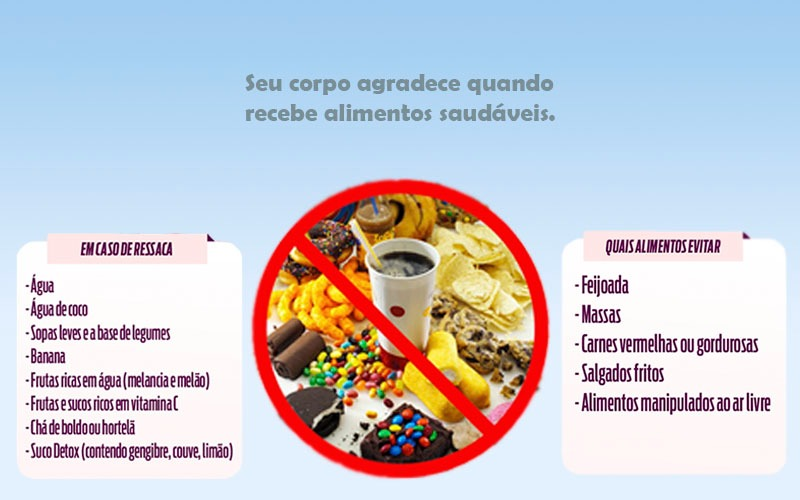 Seu corpo agradece quando
recebe alimentos saudáveis.
EM CASO DE RESSACA
- Água
- Água de coco
- Sopas leves e a base de legumes
- Banana
- Frutas ricas em água (melancia e melão)
- Frutas e sucos ricos em vitamina C
- Chá de boldo ou hortelã
- Suco Detox (contendo gengibre, couve, limão)
QUAIS ALIMENTOS EVITAR
- Feijoada
- Massas
- Carnes vermelhas ou gordurosas
- Salgados fritos
- Alimentos manipulados ao ar livre